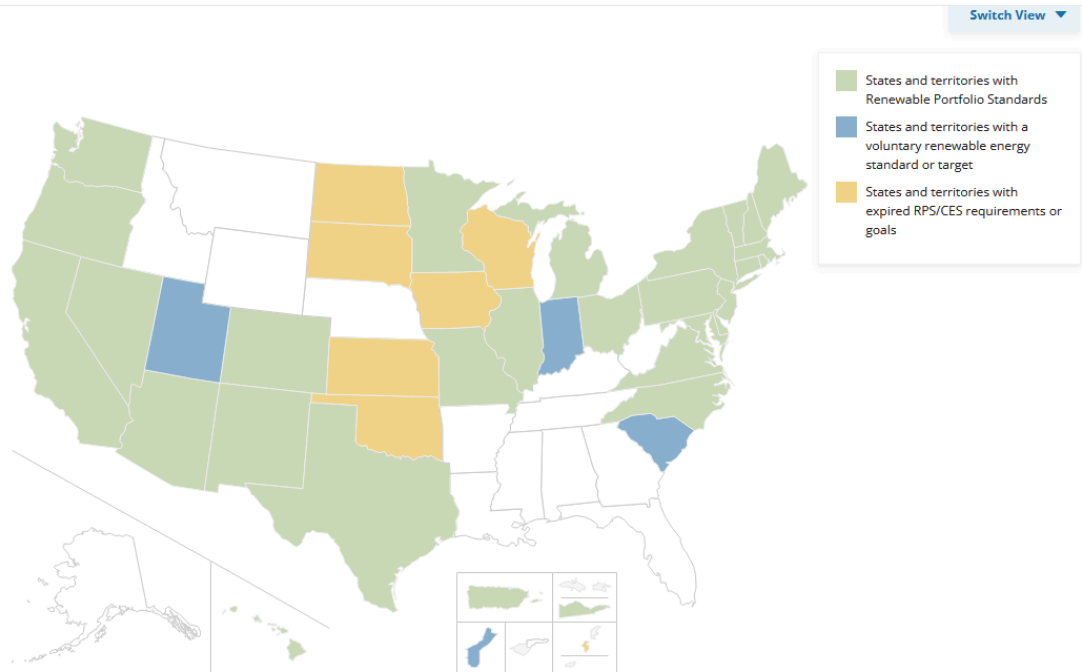 Switch View
States and territories with
Renewable Portfolio Standards
States and territories with a
voluntary renewable energy
standard or target
States and territories with
expired RPS/CES requirements or
goals